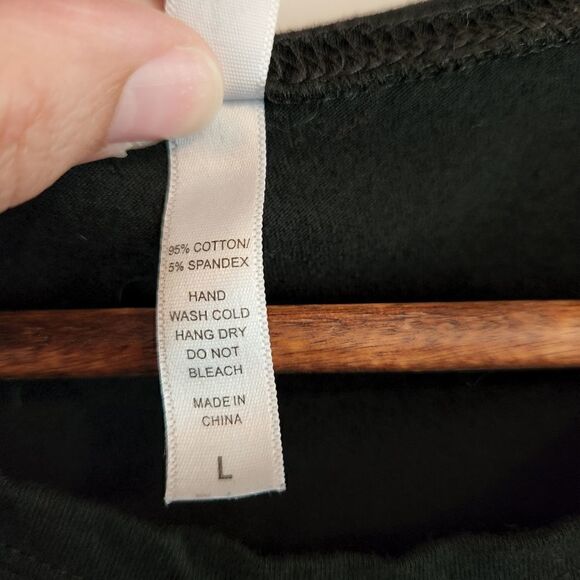 95% COTTON/
5% SPANDEX
HAND
WASH COLD
HANG DRY
DO NOT
BLEACH
MADE IN
CHINA
L